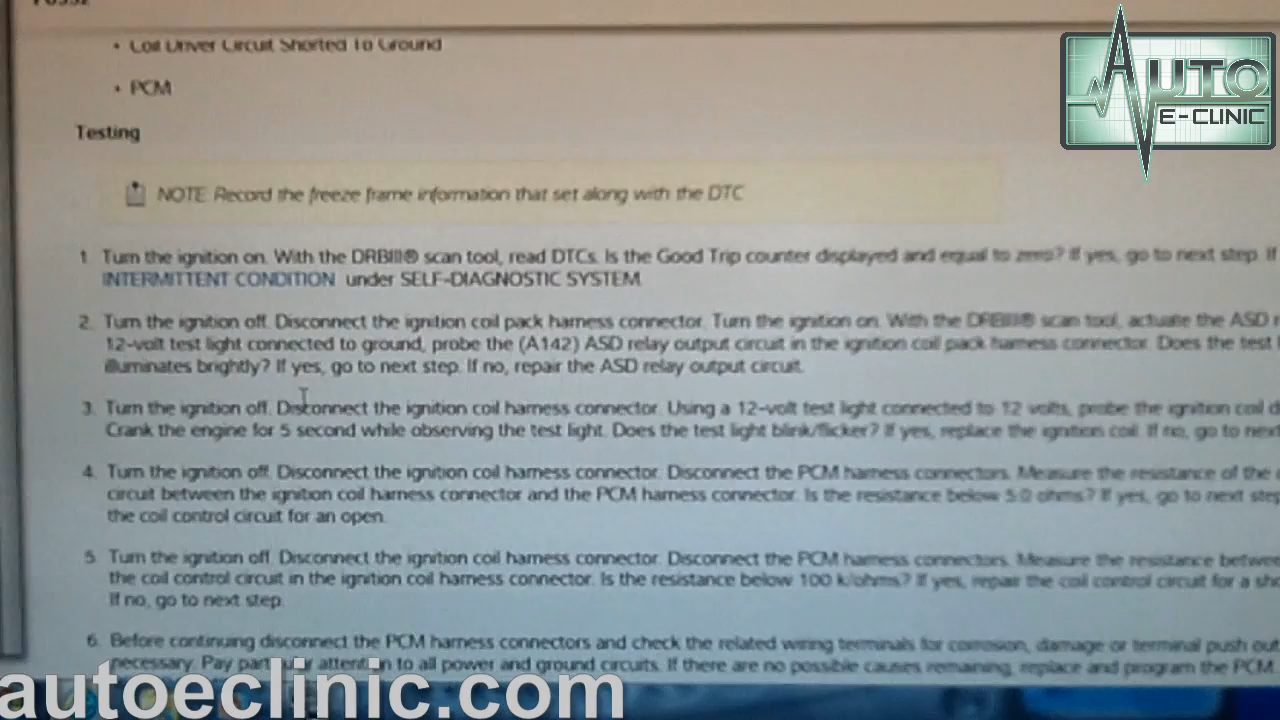 • Coil Driver Circuit Shorted To Ground
• PCM
Testing
NOTE: Record the freeze frame information that set along with the DTC
1. Turn the ignition on. With the DRBIII® scan tool, read DTCs. Is the Good Trip counter displayed and equal to zero? If yes, go to next step. If
INTERMITTENT CONDITION under SELF-DIAGNOSTIC SYSTEM.
2. Turn the ignition off. Disconnect the ignition coil pack harness connector. Turn the ignition on. With the DRBIII® scan tool, actuate the ASD
12-volt test light connected to ground, probe the (A142) ASD relay output circuit in the ignition coil pack harness connector. Does the test
illuminates brightly? If yes, go to next step. If no, repair the ASD relay output circuit.
3. Turn the ignition off. Disconnect the ignition coil harness connector. Using a 12-volt test light connected to 12 volts, probe the ignition coil
Crank the engine for 5 second while observing the test light. Does the test light blink/flicker? If yes, replace the ignition coil. If no, go to next
4. Turn the ignition off. Disconnect the ignition coil harness connector. Disconnect the PCM harness connectors. Measure the resistance of the
circuit between the ignition coil harness connector and the PCM harness connector. Is the resistance below 5.0 ohms? If yes, go to next step
the coil control circuit for an open.
5. Turn the ignition off. Disconnect the ignition coil harness connector. Disconnect the PCM harness connectors. Measure the resistance betwe
the coil control circuit in the ignition coil harness connector. Is the resistance below 100 k/ohms? If yes, repair the coil control circuit for a sh
If no, go to next step.
6. Before continuing disconnect the PCM harness connectors and check the related wiring terminals for corrosion, damage or terminal push out
necessary. Pay particular attention to all power and ground circuits. If there are no possible causes remaining, replace and program the PCM
AUTO
E-CLINIC
autoeclinic.com